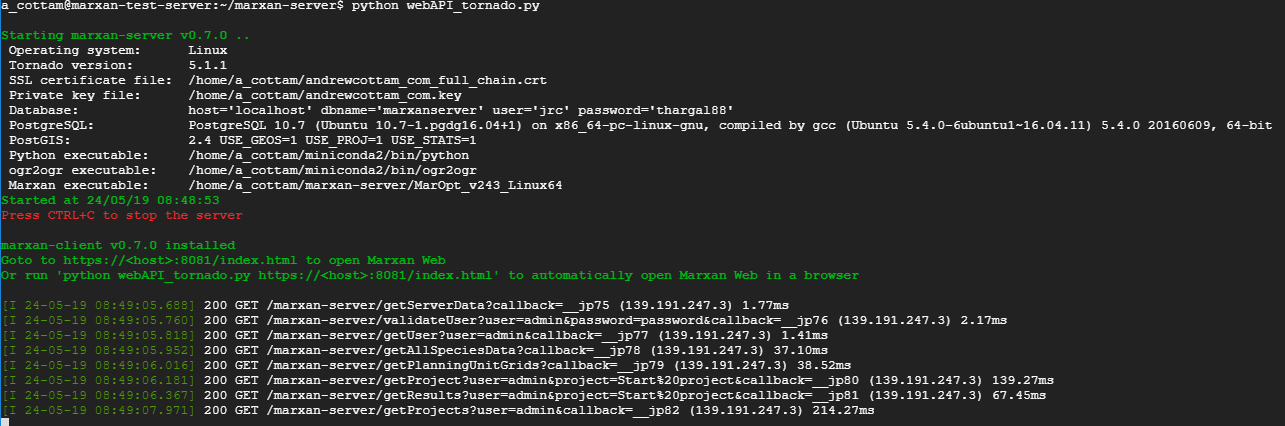 a_cottam@marxan-test-server:~/marxan-server$ python webAPI_tornado.py
Starting marxan-server v0.7.0 ..
Operating system: Linux
Tornado version: 5.1.1
SSL certificate file: /home/a_cottam/andrewcottam_com_full_chain.crt
Private key file: /home/a_cottam/andrewcottam_com.key
Database: host='localhost' dbname='marxanserver' user='jrc' password='thargal88'
PostgreSQL: PostgreSQL 10.7 (Ubuntu 10.7-1.pgdg16.04+1) on x86_64-pc-linux-gnu, compiled by gcc (Ubuntu 5.4.0-6ubuntu1~16.04.11) 5.4.0 20160609, 64-bit
PostGIS: 2.4 USE_GEOS=1 USE_PROJ=1 USE_STATS=1
Python executable: /home/a_cottam/miniconda2/bin/python
ogr2ogr executable: /home/a_cottam/miniconda2/bin/ogr2ogr
Marxan executable: /home/a_cottam/marxan-server/MarOpt_v243_Linux64
Started at 24/05/19 08:48:53
Press CTRL+C to stop the server
marxan-client v0.7.0 installed
Goto to https://<host>:8081/index.html to open Marxan Web
Or run 'python webAPI_tornado.py https://<host>:8081/index.html' to automatically open Marxan Web in a browser
[I 24-05-19 08:49:05.688] 200 GET /marxan-server/getServerData?callback=__jp75 (139.191.247.3) 1.77ms
[I 24-05-19 08:49:05.760] 200 GET /marxan-server/validateUser?user=admin&password=password&callback=__jp76 (139.191.247.3) 2.17ms
[I 24-05-19 08:49:05.818] 200 GET /marxan-server/getUser?user=admin&callback=__jp77 (139.191.247.3) 1.41ms
[I 24-05-19 08:49:05.952] 200 GET /marxan-server/getAllSpeciesData?callback=__jp78 (139.191.247.3) 37.10ms
[I 24-05-19 08:49:06.016] 200 GET /marxan-server/getPlanningUnitGrids?callback=__jp79 (139.191.247.3) 38.52ms
[I 24-05-19 08:49:06.181] 200 GET /marxan-server/getProject?user=admin&project=Start%20project&callback=__jp80 (139.191.247.3) 139.27ms
[I 24-05-19 08:49:06.367] 200 GET /marxan-server/getResults?user=admin&project=Start%20project&callback=__jp81 (139.191.247.3) 67.45ms
[I 24-05-19 08:49:07.971] 200 GET /marxan-server/getProjects?user=admin&callback=__jp82 (139.191.247.3) 214.27ms